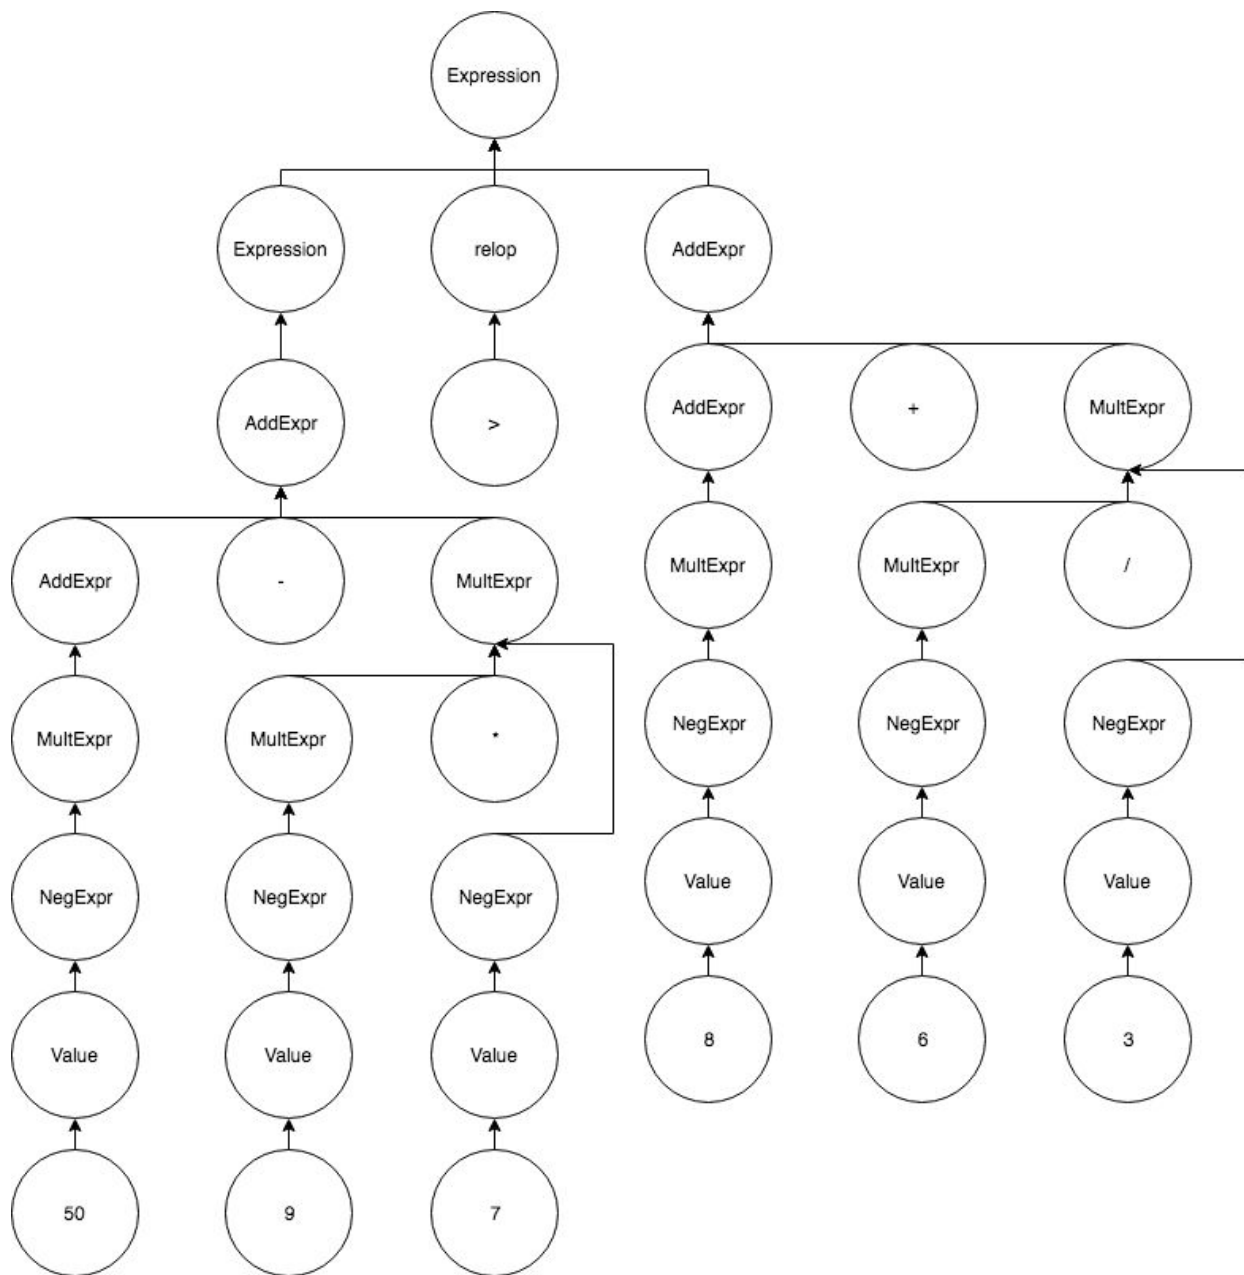 Expression
Expression
relop
AddExpr
AddExpr
>
AddExpr
+
MultExpr
AddExpr
-
MultExpr
MultExpr
MultExpr
/
MultExpr
MultExpr
*
NegExpr
NegExpr
NegExpr
NegExpr
NegExpr
NegExpr
Value
Value
Value
Value
Value
Value
8
6
3
50
9
7